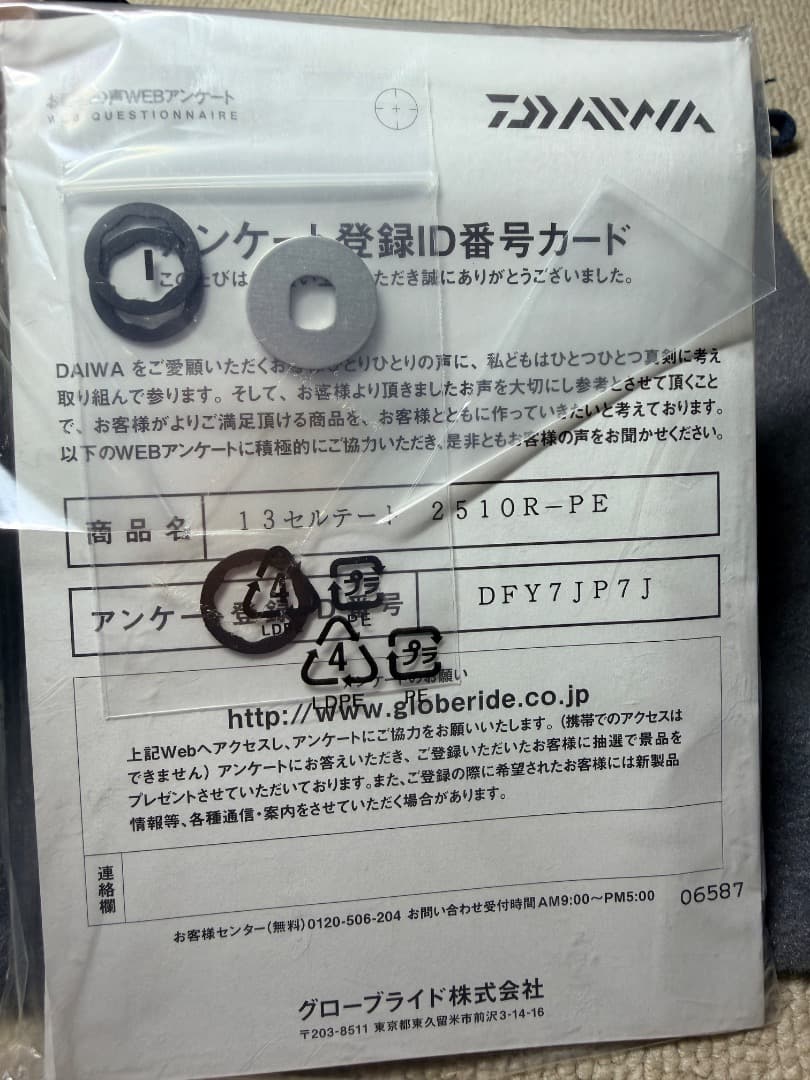 の声WEBアンケート
QUESTIONNAIRE
DAIWA
アンケート登録ID番号カード
このたびは ただき誠にありがとうございました。
DAIWA をご愛顧いただくお客様ひとりひとりの声に、私どもはひとつひとつ真剣に考え
取り組んで参ります。そして、お客様より頂きましたお声を大切にし参考とさせて頂くこと
で、お客様がよりご満足頂ける商品を、お客様とともに作っていきたいと考えております。
以下のWEBアンケートに積極的にご協力いただき、是非ともお客様の声をお聞かせください。
商品名 13セルテート 2510R-PE
アンケート登録ID番号 DFY7JP7J
4 プラ
LDPE PE
4 プラ
LDPE PE
アンケートのお願い
http://www.globeride.co.jp
上記Webへアクセスし、アンケートにご協力をお願いいたします。(携帯でのアクセスは
できません) アンケートにお答えいただき、ご登録いただいたお客様に抽選で景品を
プレゼントさせていただいております。また、ご登録の際に希望されたお客様には新製品
情報等、各種通信・案内をさせていただく場合があります。
連絡欄
お客様センター(無料)0120-506-204 お問い合わせ受付時間 AM9:00〜PM5:00 06587
グローブライド株式会社
〒203-8511 東京都東久留米市前沢3-14-16